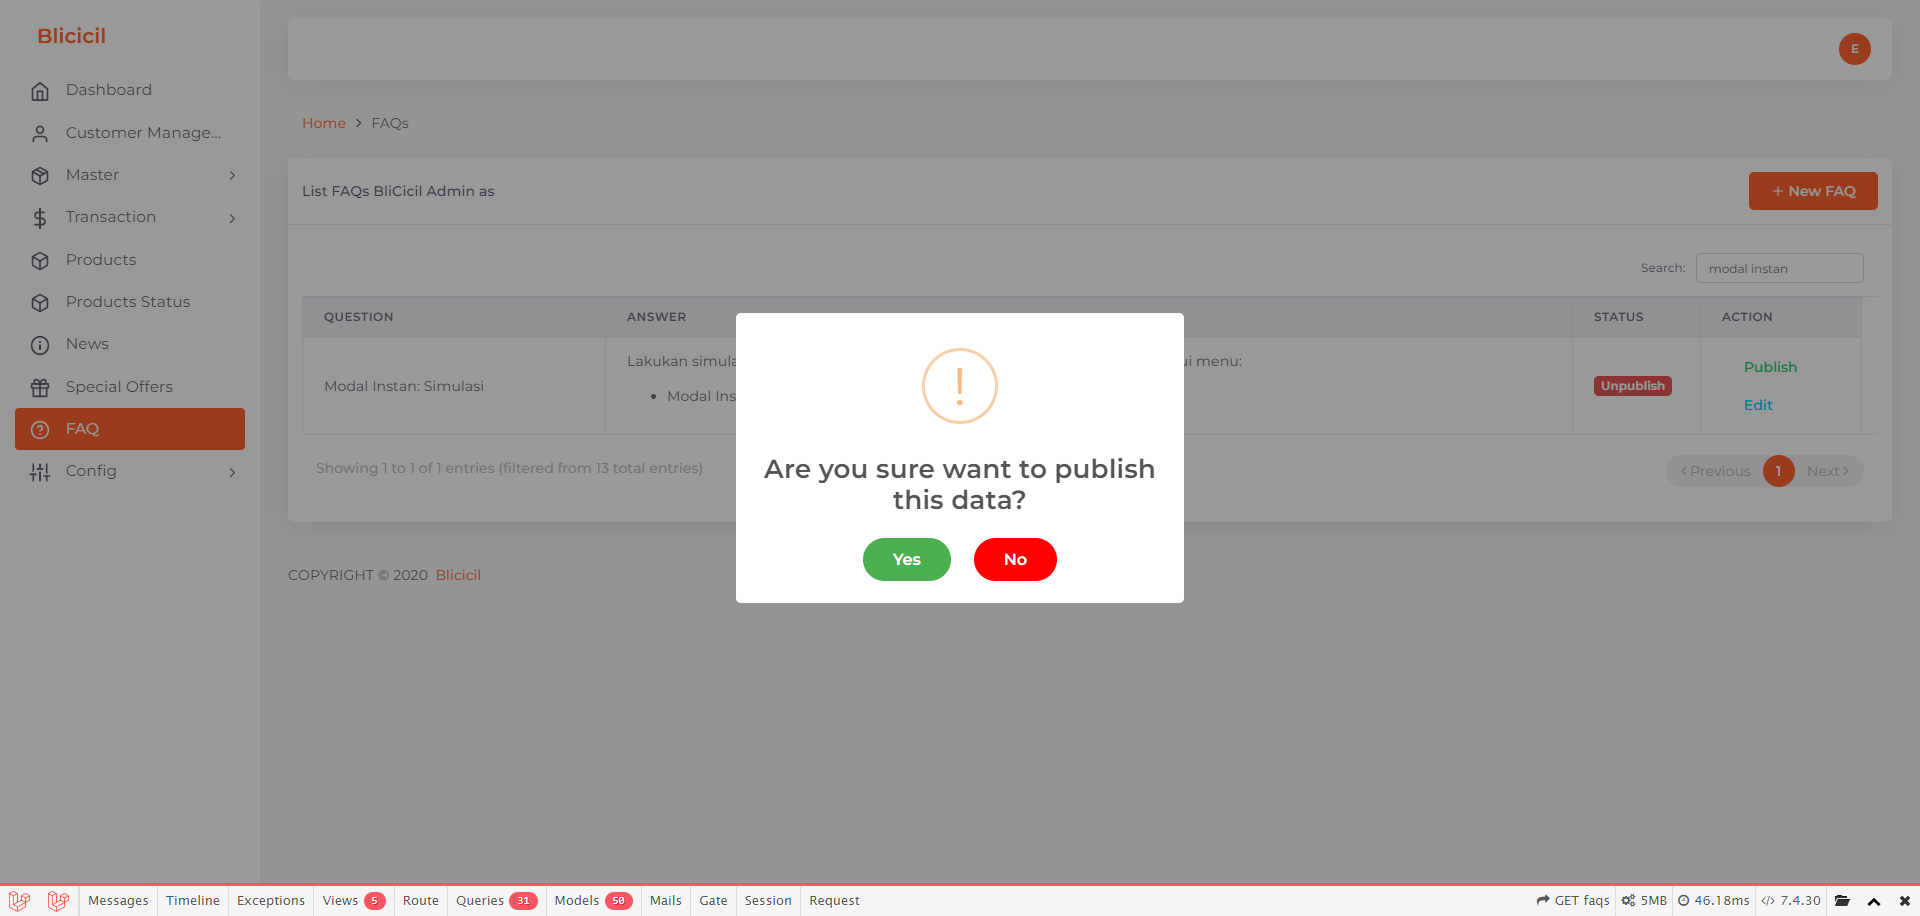 Blicicil
Dashboard
Customer Manage...
Master
Transaction
Products
Products Status
News
Special Offers
FAQ
Config
E
Home > FAQs
List FAQs BliCicil Admin as
+ New FAQ
Search: modal instan
QUESTION ANSWER STATUS ACTION
Modal Instan: Simulasi
Lakukan simula
ui menu:
• Modal Ins
Unpublish
Publish
Edit
Showing 1 to 1 of 1 entries (filtered from 13 total entries)
< Previous 1 Next >
!
Are you sure want to publish
this data?
Yes No
COPYRIGHT © 2020 Blicicil
Messages Timeline Exceptions Views 5 Route Queries 31 Models 50 Mails Gate Session Request GET faqs 5MB 46.18ms </> 7.4.30